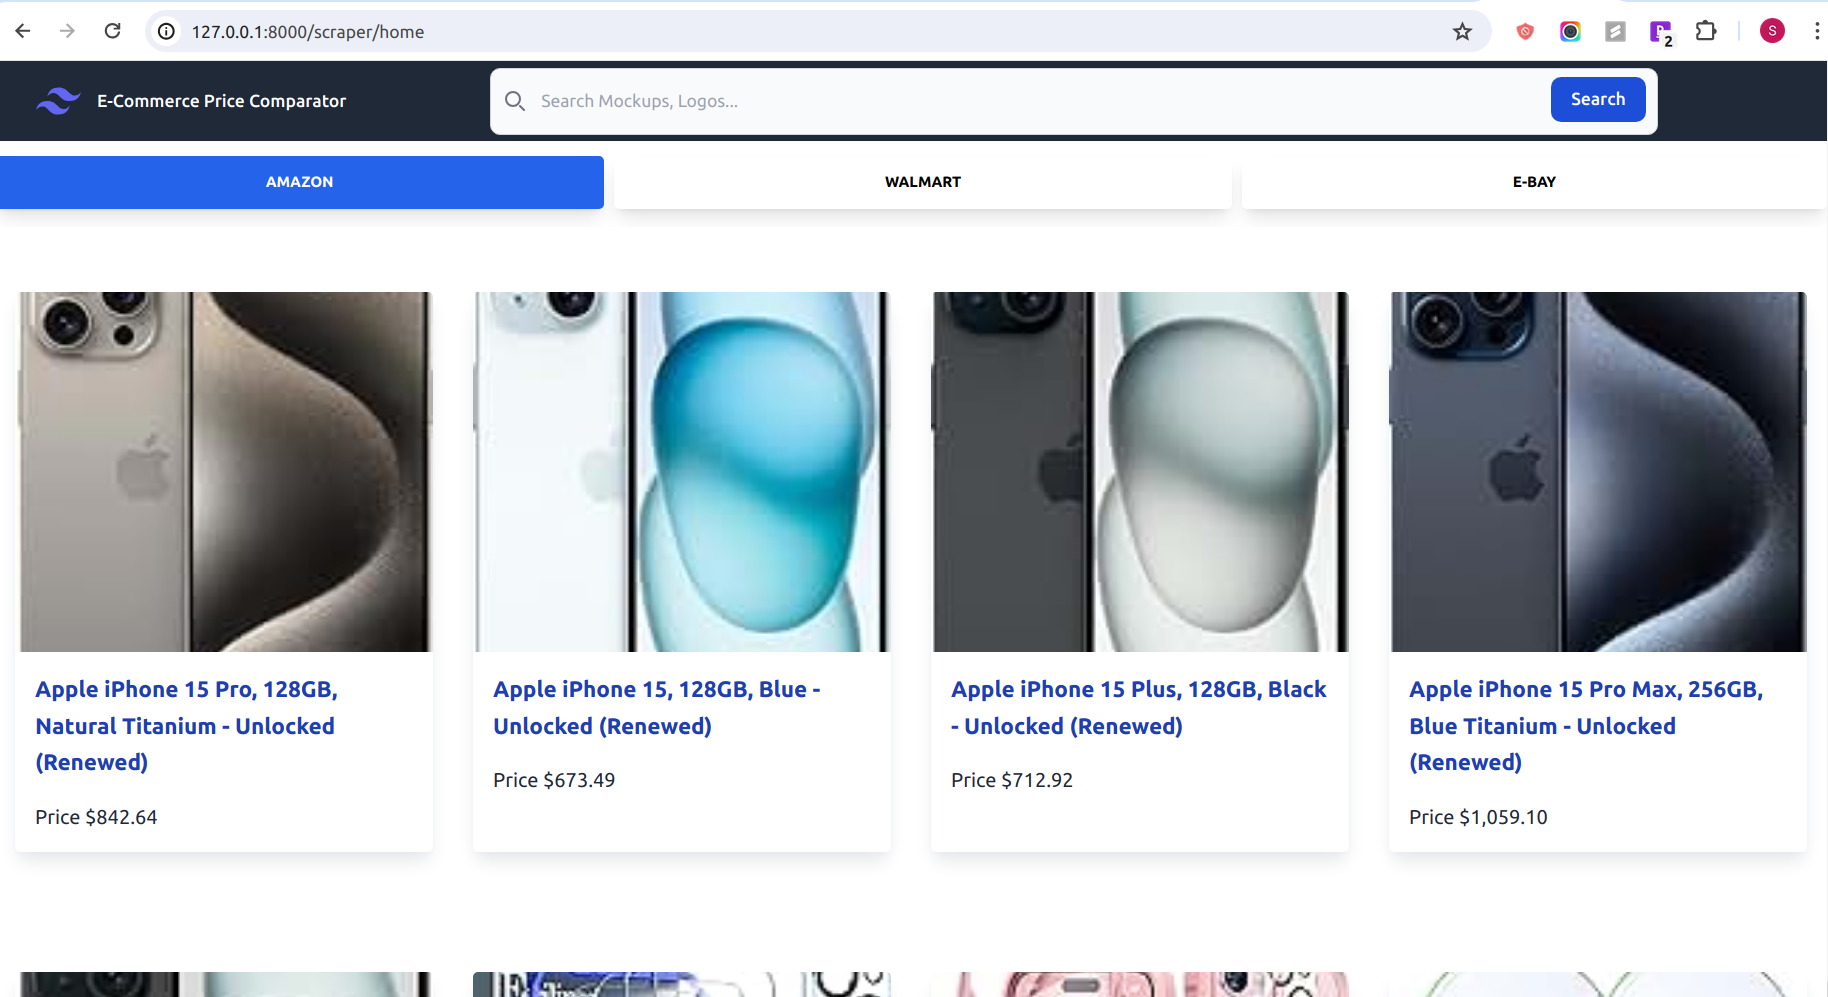 127.0.0.1:8000/scraper/home
2
S
E-Commerce Price Comparator
Search Mockups, Logos...
Search
AMAZON
WALMART
E-BAY
Apple iPhone 15 Pro, 128GB,
Natural Titanium - Unlocked
(Renewed)
Price $842.64
Apple iPhone 15, 128GB, Blue -
Unlocked (Renewed)
Price $673.49
Apple iPhone 15 Plus, 128GB, Black
- Unlocked (Renewed)
Price $712.92
Apple iPhone 15 Pro Max, 256GB,
Blue Titanium - Unlocked
(Renewed)
Price $1,059.10